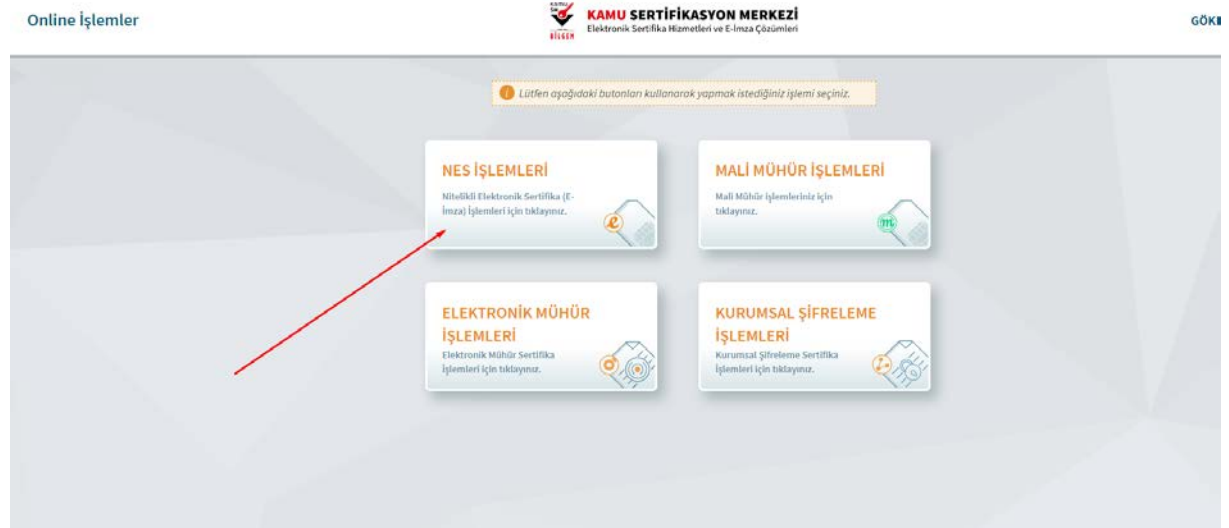 Online İşlemler
KAMU SM
BİLGEM
KAMU SERTİFİKASYON MERKEZİ
Elektronik Sertifika Hizmetleri ve E-İmza Çözümleri
GÖK
i Lütfen aşağıdaki butonları kullanarak yapmak istediğiniz işlemi seçiniz.
NES İŞLEMLERİ
Nitelikli Elektronik Sertifika (E-
İmza) İşlemleri için tıklayınız.
e
MALİ MÜHÜR İŞLEMLERİ
Mali Mühür İşlemleriniz için
tıklayınız.
m
ELEKTRONİK MÜHÜR
İŞLEMLERİ
Elektronik Mühür Sertifika
İşlemleri için tıklayınız.
KURUMSAL ŞİFRELEME
İŞLEMLERİ
Kurumsal Şifreleme Sertifika
İşlemleri için tıklayınız.